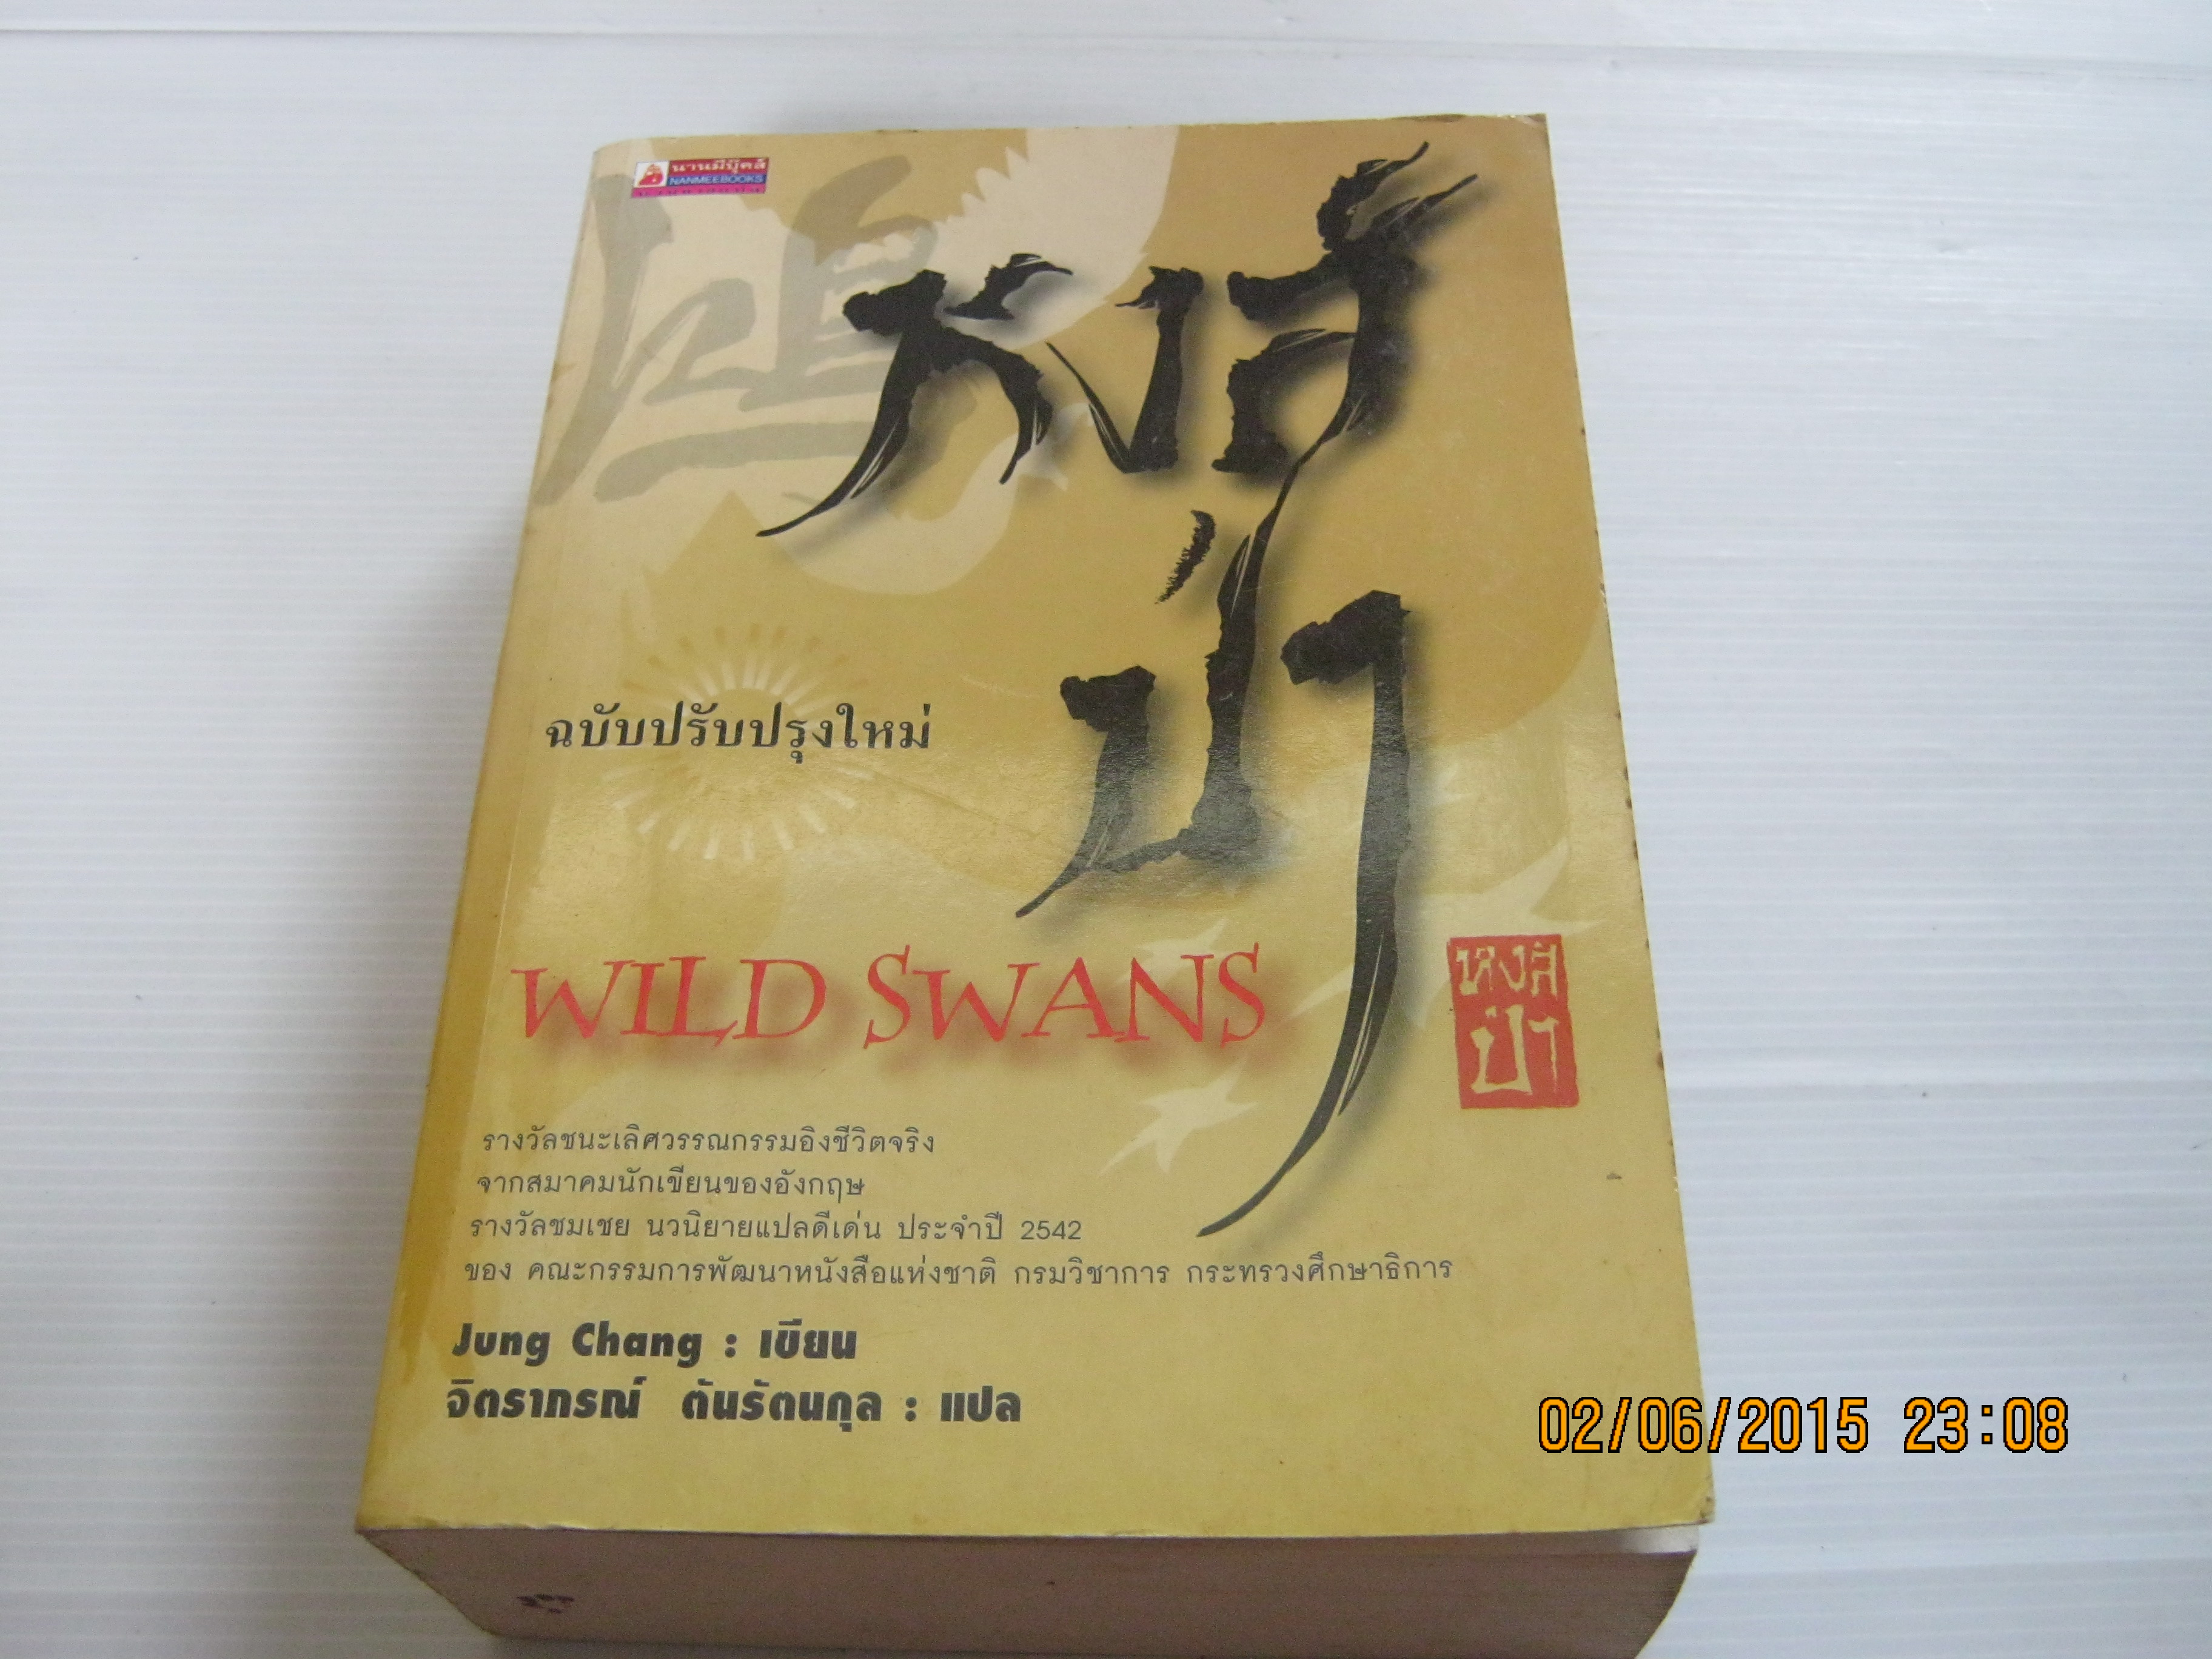 นานมีบุ๊คส์
NANMEEBOOKS
หงส์
ป่า
ฉบับปรับปรุงใหม่
WILD SWANS
หงส์
ป่า
รางวัลชนะเลิศวรรณกรรมอิงชีวิตจริง
จากสมาคมนักเขียนของอังกฤษ
รางวัลชมเชย นวนิยายแปลดีเด่น ประจำปี 2542
ของ คณะกรรมการพัฒนาหนังสือแห่งชาติ กรมวิชาการ กระทรวงศึกษาธิการ
Jung Chang : เขียน
จิตราภรณ์ ตันรัตนกุล : แปล
02/06/2015 23:08